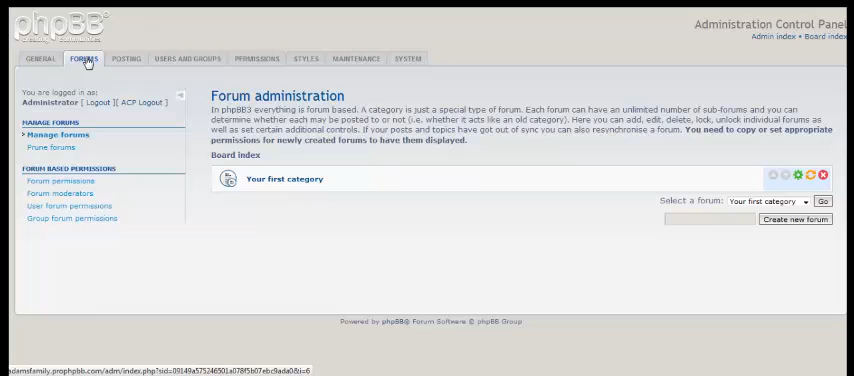 phpBB®
creating communities
Administration Control Panel
Admin index • Board index
GENERAL FORUMS POSTING USERS AND GROUPS PERMISSIONS STYLES MAINTENANCE SYSTEM
You are logged in as:
Administrator [ Logout ][ ACP Logout ]
MANAGE FORUMS
Manage forums
Prune forums
FORUM BASED PERMISSIONS
Forum permissions
Forum moderators
User forum permissions
Group forum permissions
Forum administration
In phpBB3 everything is forum based. A category is just a special type of forum. Each forum can have an unlimited number of sub-forums and you can
determine whether each may be posted to or not (i.e. whether it acts like an old category). Here you can add, edit, delete, lock, unlock individual forums as
well as set certain additional controls. If your posts and topics have got out of sync you can also resynchronise a forum. You need to copy or set appropriate
permissions for newly created forums to have them displayed.
Board index
Your first category
Select a forum: Your first category Go
Create new forum
Powered by phpBB® Forum Software © phpBB Group
adamsfamily.prophpbb.com/adm/index.php?sid=09149a575246501a078f5b07ebc9ada0&i=6